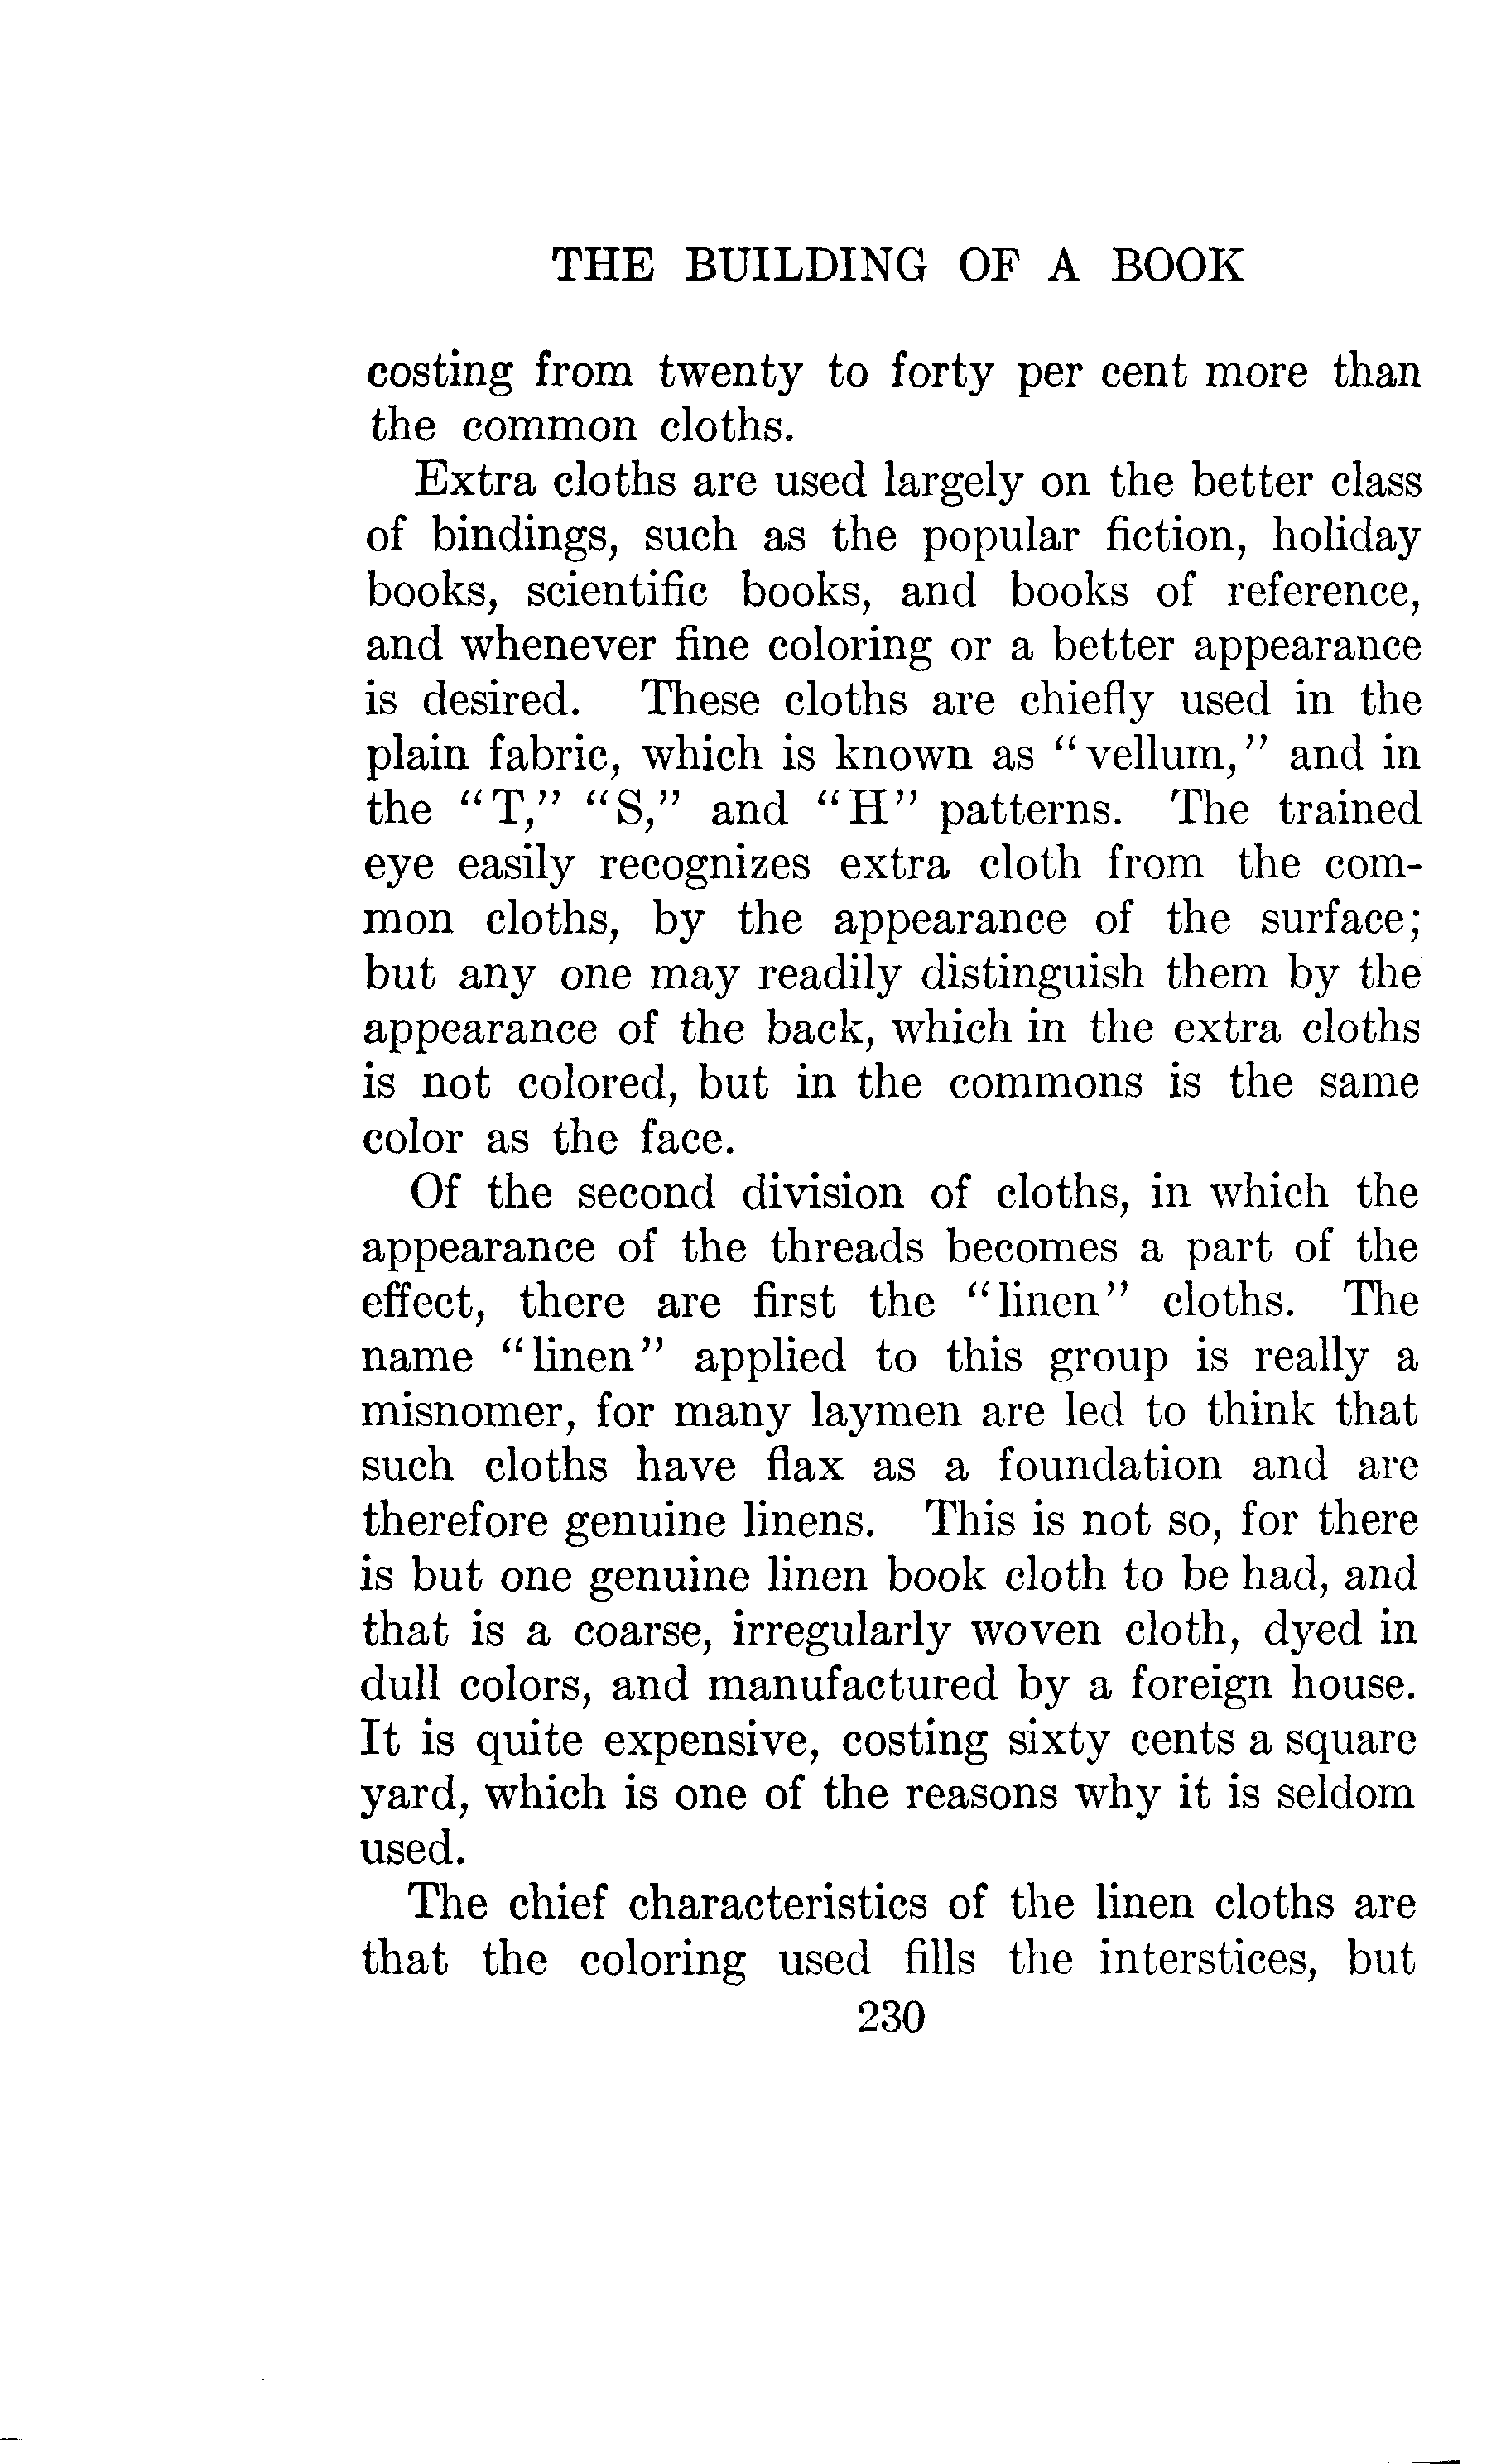 THE BUILDING OF A BOOK
costing from twenty to forty per cent more than
the common cloths.
Extra cloths are used largely on the better class
of bindings, such as the popular fiction, holiday
books, scientific books, and books of reference,
and whenever fine coloring or a better appearance
is desired. These cloths are chiefly used in the
plain fabric, which is known as “vellum,” and in
the “T,” “S,” and “H” patterns. The trained
eye easily recognizes extra cloth from the com-
mon cloths, by the appearance of the surface;
but any one may readily distinguish them by the
appearance of the back, which in the extra cloths
is not colored, but in the commons is the same
color as the face.
Of the second division of cloths, in which the
appearance of the threads becomes a part of the
effect, there are first the “linen” cloths. The
name “linen” applied to this group is really a
misnomer, for many laymen are led to think that
such cloths have flax as a foundation and are
therefore genuine linens. This is not so, for there
is but one genuine linen book cloth to be had, and
that is a coarse, irregularly woven cloth, dyed in
dull colors, and manufactured by a foreign house.
It is quite expensive, costing sixty cents a square
yard, which is one of the reasons why it is seldom
used.
The chief characteristics of the linen cloths are
that the coloring used fills the interstices, but
230